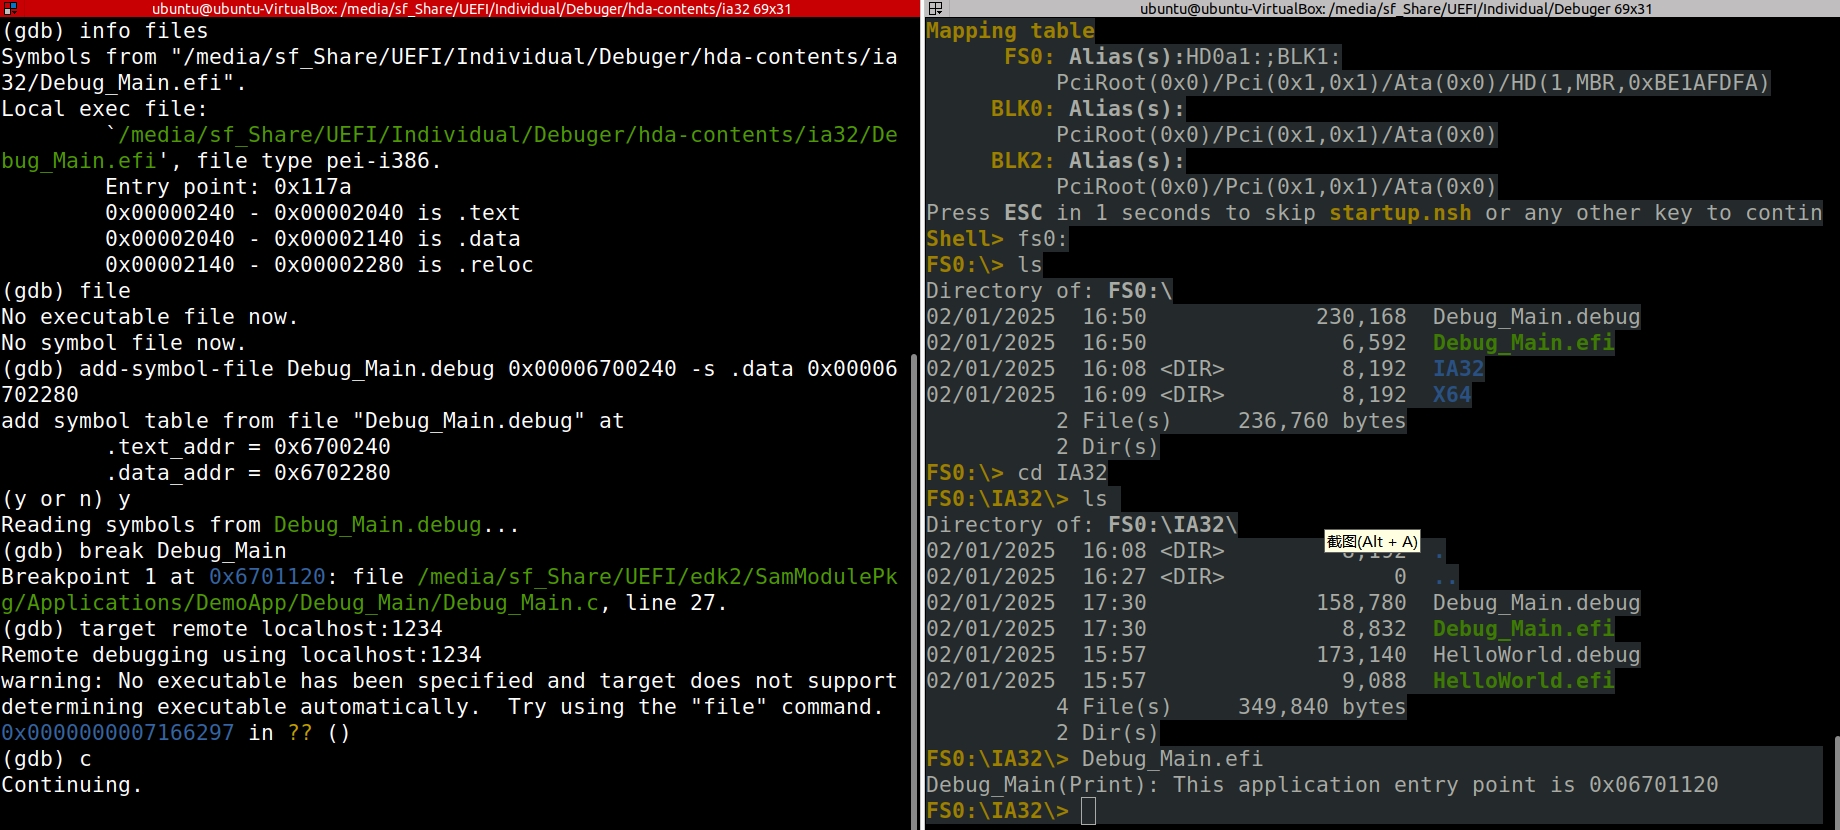 ubuntu@ubuntu-VirtualBox: /media/sf_Share/UEFI/Individual/Debuger/hda-contents/ia32 69x31
(gdb) info files
Symbols from "/media/sf_Share/UEFI/Individual/Debuger/hda-contents/ia
32/Debug_Main.efi".
Local exec file:
`/media/sf_Share/UEFI/Individual/Debuger/hda-contents/ia32/De
bug_Main.efi', file type pei-i386.
Entry point: 0x117a
0x00000240 - 0x00002040 is .text
0x00002040 - 0x00002140 is .data
0x00002140 - 0x00002280 is .reloc
(gdb) file
No executable file now.
No symbol file now.
(gdb) add-symbol-file Debug_Main.debug 0x00006700240 -s .data 0x00006
702280
add symbol table from file "Debug_Main.debug" at
.text_addr = 0x6700240
.data_addr = 0x6702280
(y or n) y
Reading symbols from Debug_Main.debug...
(gdb) break Debug_Main
Breakpoint 1 at 0x6701120: file /media/sf_Share/UEFI/edk2/SamModulePk
g/Applications/DemoApp/Debug_Main/Debug_Main.c, line 27.
(gdb) target remote localhost:1234
Remote debugging using localhost:1234
warning: No executable has been specified and target does not support
determining executable automatically.  Try using the "file" command.
0x0000000007166297 in ?? ()
(gdb) c
Continuing.
ubuntu@ubuntu-VirtualBox: /media/sf_Share/UEFI/Individual/Debuger 69x31
Mapping table
FS0: Alias(s):HD0a1:;BLK1:
PciRoot(0x0)/Pci(0x1,0x1)/Ata(0x0)/HD(1,MBR,0xBE1AFDFA)
BLK0: Alias(s):
PciRoot(0x0)/Pci(0x1,0x1)/Ata(0x0)
BLK2: Alias(s):
PciRoot(0x0)/Pci(0x1,0x1)/Ata(0x0)
Press ESC in 1 seconds to skip startup.nsh or any other key to contin
Shell> fs0:
FS0:\> ls
Directory of: FS0:\
02/01/2025  16:50             230,168  Debug_Main.debug
02/01/2025  16:50               6,592  Debug_Main.efi
02/01/2025  16:08 <DIR>         8,192  IA32
02/01/2025  16:09 <DIR>         8,192  X64
2 File(s)     236,760 bytes
2 Dir(s)
FS0:\> cd IA32
FS0:\IA32\> ls
Directory of: FS0:\IA32\
02/01/2025  16:08 <DIR>         8,192  .
截图(Alt + A)
02/01/2025  16:27 <DIR>             0  ..
02/01/2025  17:30             158,780  Debug_Main.debug
02/01/2025  17:30               8,832  Debug_Main.efi
02/01/2025  15:57             173,140  HelloWorld.debug
02/01/2025  15:57               9,088  HelloWorld.efi
4 File(s)     349,840 bytes
2 Dir(s)
FS0:\IA32\> Debug_Main.efi
Debug_Main(Print): This application entry point is 0x06701120
FS0:\IA32\>